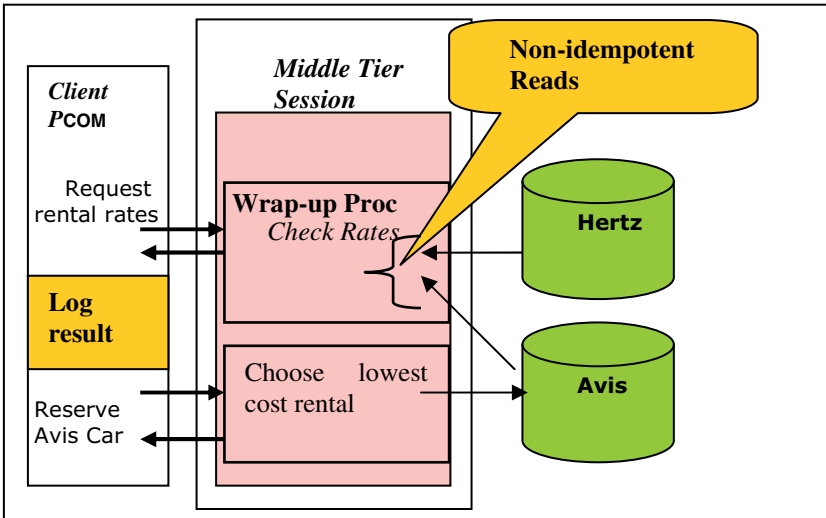 Client
PCOM
Request
rental rates
Log
result
Reserve
Avis Car
Middle Tier
Session
Wrap-up Proc
Check Rates
Choose lowest
cost rental
Non-idempotent
Reads
Hertz
Avis